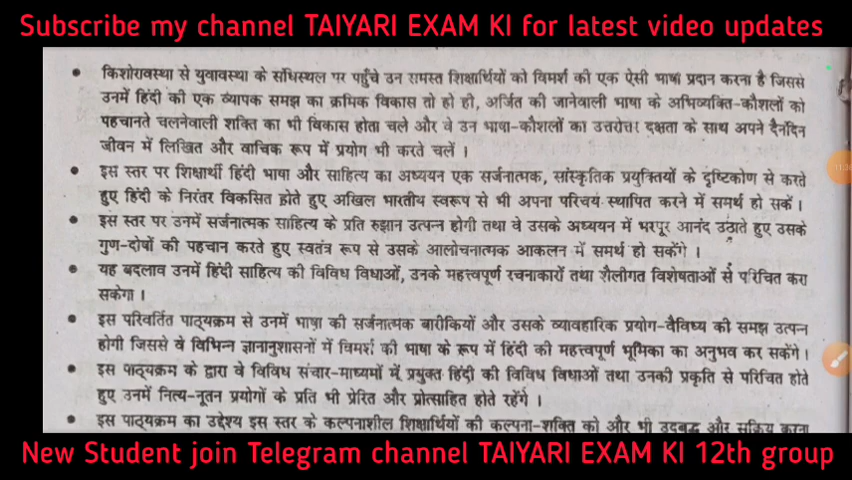 Subscribe my channel TAIYARI EXAM KI for latest video updates
• किशोरावस्था से युवावस्था के संधिस्थल पर पहुँचे उन समस्त शिक्षार्थियों को विमर्श की एक ऐसी भाषा प्रदान करना है जिससे
उनमें हिंदी की एक व्यापक समझ का क्रमिक विकास तो हो ही, अर्जित की जानेवाली भाषा के अभिव्यक्ति-कौशलों को
पहचानते चलनेवाली शक्ति का भी विकास होता चले और वे उन भाषा-कौशलों का उत्तरोत्तर दक्षता के साथ अपने दैनंदिन
जीवन में लिखित और वाचिक रूप में प्रयोग भी करते चलें ।
• इस स्तर पर शिक्षार्थी हिंदी भाषा और साहित्य का अध्ययन एक सर्जनात्मक, सांस्कृतिक प्रयुक्तियों के दृष्टिकोण से करते
हुए हिंदी के निरंतर विकसित होते हुए अखिल भारतीय स्वरूप से भी अपना परिचय स्थापित करने में समर्थ हो सकें।
• इस स्तर पर उनमें सर्जनात्मक साहित्य के प्रति रुझान उत्पन्न होगी तथा वे उसके अध्ययन में भरपूर आनंद उठाते हुए उसके
गुण-दोषों की पहचान करते हुए स्वतंत्र रूप से उसके आलोचनात्मक आकलन में समर्थ हो सकेंगे ।
• यह बदलाव उनमें हिंदी साहित्य की विविध विधाओं, उनके महत्त्वपूर्ण रचनाकारों तथा शैलीगत विशेषताओं से परिचित करा
सकेगा ।
• इस परिवर्तित पाठ्यक्रम से उनमें भाषा की सर्जनात्मक बारीकियों और उसके व्यावहारिक प्रयोग-वैविध्य की समझ उत्पन्न
होगी जिससे वे विभिन्न ज्ञानानुशासनों में विमर्श की भाषा के रूप में हिंदी की महत्त्वपूर्ण भूमिका का अनुभव कर सकेंगे।
• इस पाठ्यक्रम के द्वारा वे विविध संचार-माध्यमों में प्रयुक्त हिंदी की विविध विधाओं तथा उनकी प्रकृति से परिचित होते
हुए उनमें नित्य-नूतन प्रयोगों के प्रति भी प्रेरित और प्रोत्साहित होते रहेंगे ।
• इस पाठ्यक्रम का उद्देश्य इस स्तर के कल्पनाशील शिक्षार्थियों की कल्पना-शक्ति को और भी उदबुद्ध और सक्रिय करना
New Student join Telegram channel TAIYARI EXAM KI 12th group